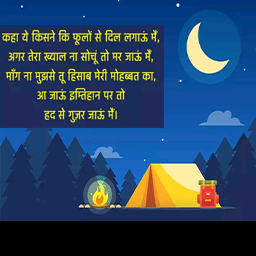 कहा ये किसने कि फूलों से दिल लगाऊं मैं,
अगर तेरा ख्याल ना सोचूं तो मर जाऊं मैं,
माँग ना मुझसे तू हिसाब मेरी मोहब्बत का,
आ जाऊं इम्तिहान पर तो
हद से गुज़र जाऊं मैं।